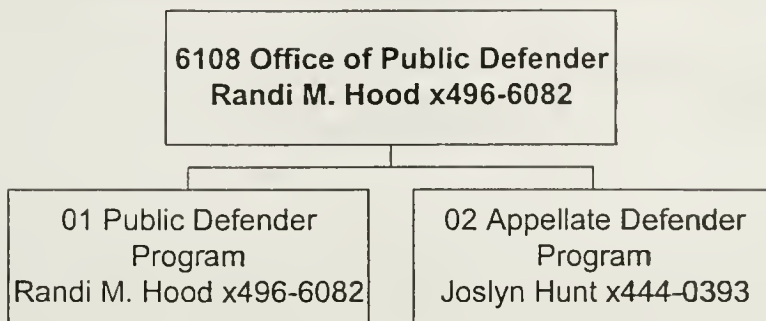 6108 Office of Public Defender
Randi M. Hood x496-6082
01 Public Defender
Program
Randi M. Hood x496-6082
02 Appellate Defender
Program
Joslyn Hunt x444-0393